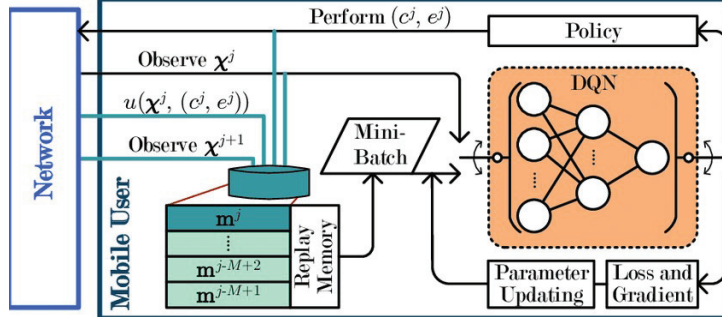 Perform (c^j, e^j)
Policy
Observe χ^j
DQN
u(χ^j, (c^j, e^j))
Mini-
Batch
Observe χ^{j+1}
Network
Mobile User
m^j
m^{j-M+2}
m^{j-M+1}
Replay
Memory
Parameter
Updating
Loss and
Gradient